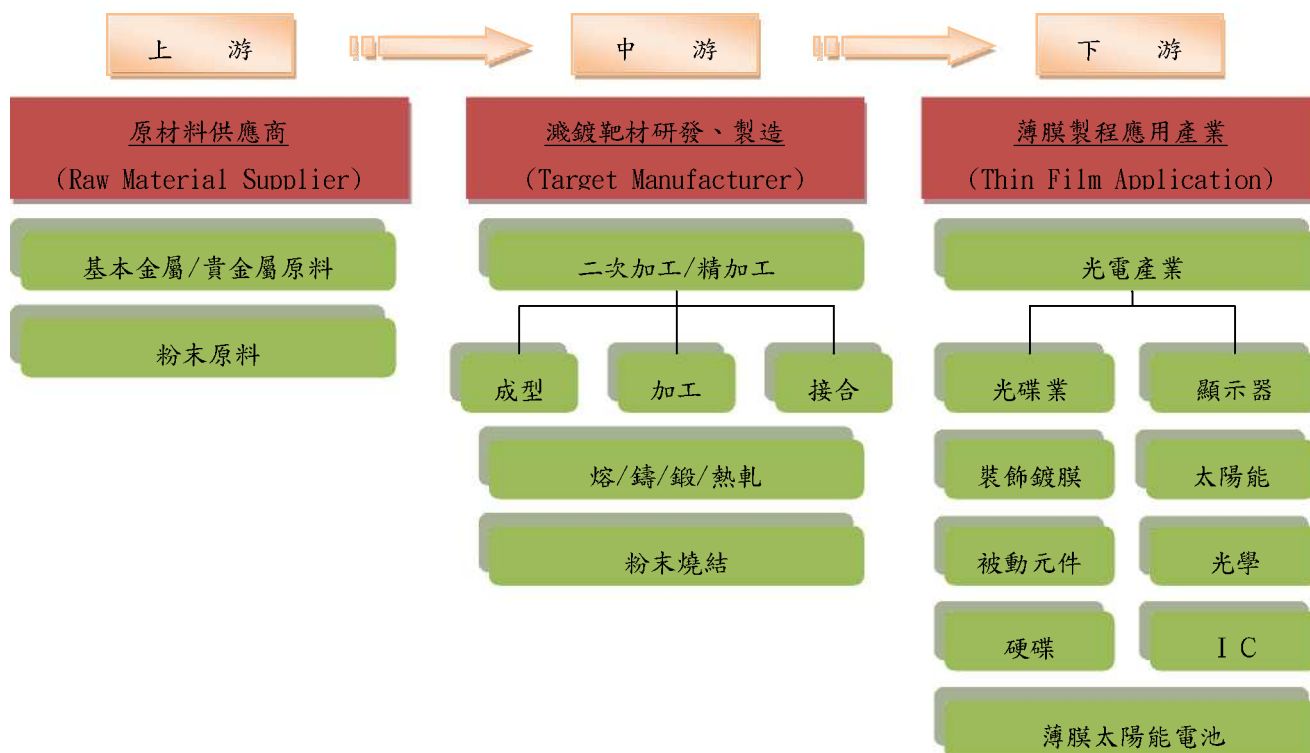 上 游
中 游
下 游
原材料供應商
(Raw Material Supplier)
濺鍍靶材研發、製造
(Target Manufacturer)
薄膜製程應用產業
(Thin Film Application)
基本金屬/貴金屬原料
粉末原料
二次加工/精加工
成型
加工
接合
熔/鑄/鍛/熱軋
粉末燒結
光電產業
光碟業
顯示器
裝飾鍍膜
太陽能
被動元件
光學
硬碟
ＩＣ
薄膜太陽能電池